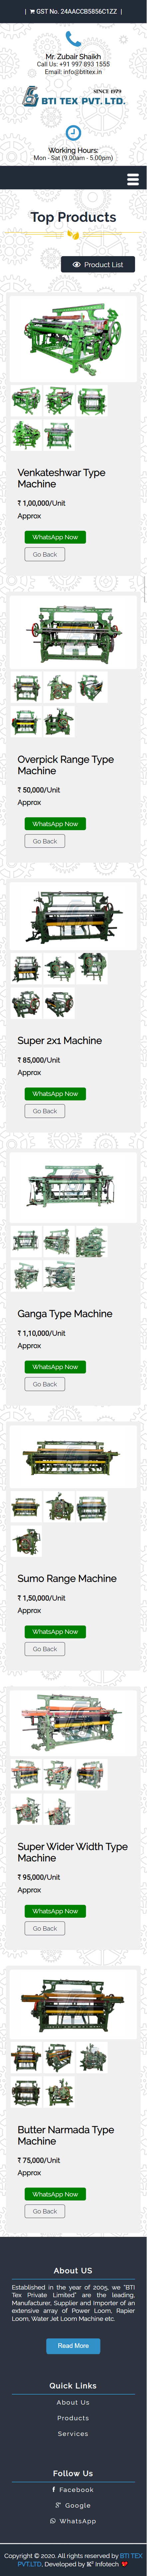 | GST No. 24AACCB5856C1ZZ |
Mr. Zubair Shaikh
Call Us: +91 997 893 1555
Email: info@btitex.in
SINCE 1979
BTI TEX PVT. LTD.
Working Hours:
Mon - Sat (9.00am - 5.00pm)
Top Products
Product List
Venkateshwar Type
Machine
₹ 1,00,000/Unit
Approx
WhatsApp Now
Go Back
Overpick Range Type
Machine
₹ 50,000/Unit
Approx
WhatsApp Now
Go Back
Super 2x1 Machine
₹ 85,000/Unit
Approx
WhatsApp Now
Go Back
Ganga Type Machine
₹ 1,10,000/Unit
Approx
WhatsApp Now
Go Back
Sumo Range Machine
₹ 1,50,000/Unit
Approx
WhatsApp Now
Go Back
Super Wider Width Type
Machine
₹ 95,000/Unit
Approx
WhatsApp Now
Go Back
Butter Narmada Type
Machine
₹ 75,000/Unit
Approx
WhatsApp Now
Go Back
About US
Established in the year of 2005, we "BTI
Tex Private Limited" are the leading,
Manufacturer, Supplier and Importer of an
extensive array of Power Loom, Rapier
Loom, Water Jet Loom Machine etc.
Read More
Quick Links
About Us
Products
Services
Follow Us
Facebook
Google
WhatsApp
Copyright © 2020. All rights reserved by BTI TEX
PVT.LTD, Developed by Infotech